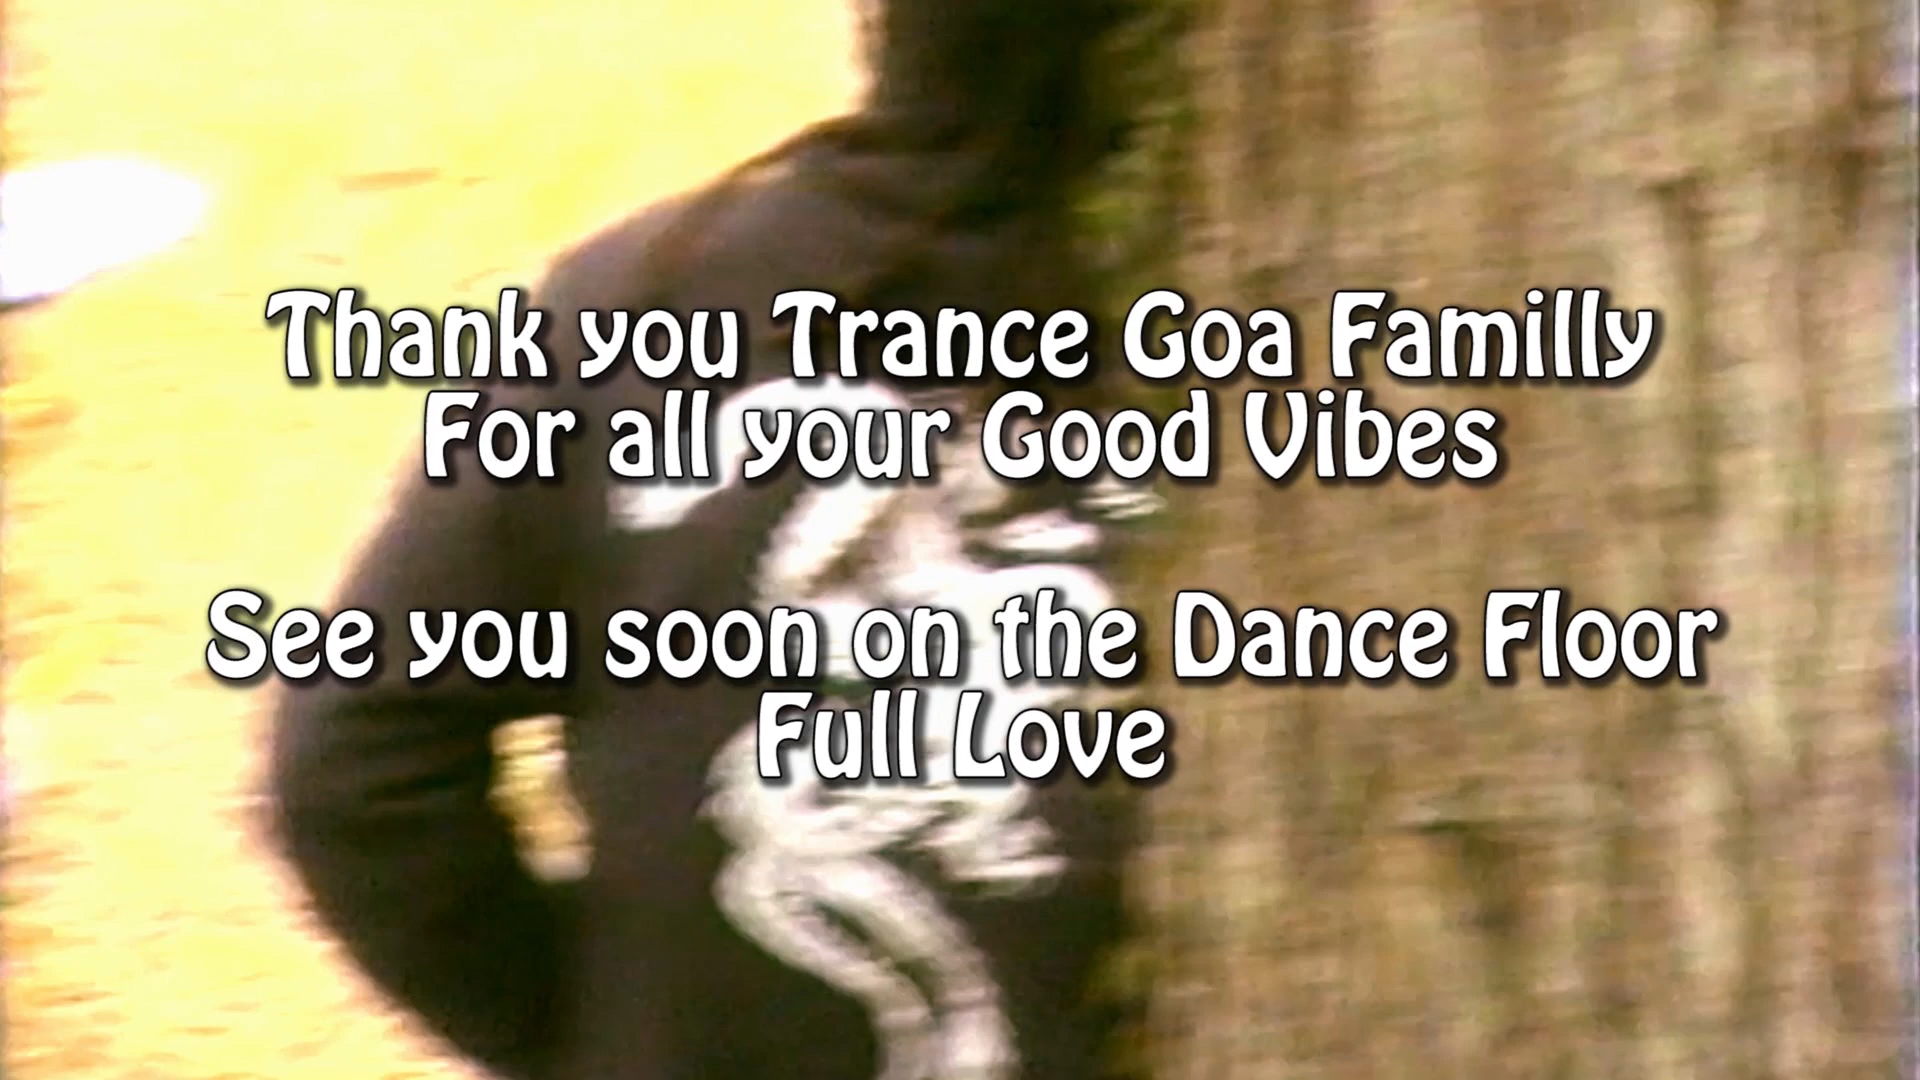 Thank you Trance Goa Familly
For all your Good Vibes
See you soon on the Dance Floor
Full Love